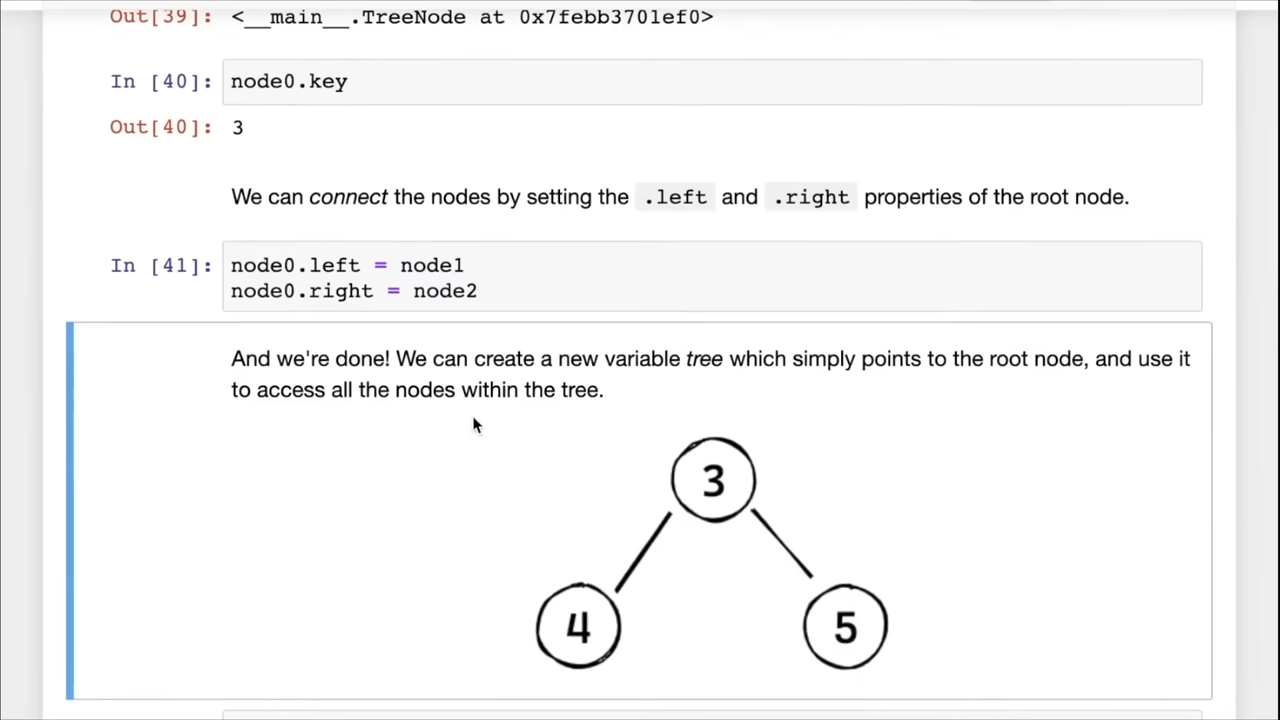 Out[39]: <__main__.TreeNode at 0x7febb3701ef0>
In [40]: node0.key
Out[40]: 3
We can connect the nodes by setting the .left and .right properties of the root node.
In [41]: node0.left = node1
node0.right = node2
And we're done! We can create a new variable tree which simply points to the root node, and use it
to access all the nodes within the tree.
3
4 5